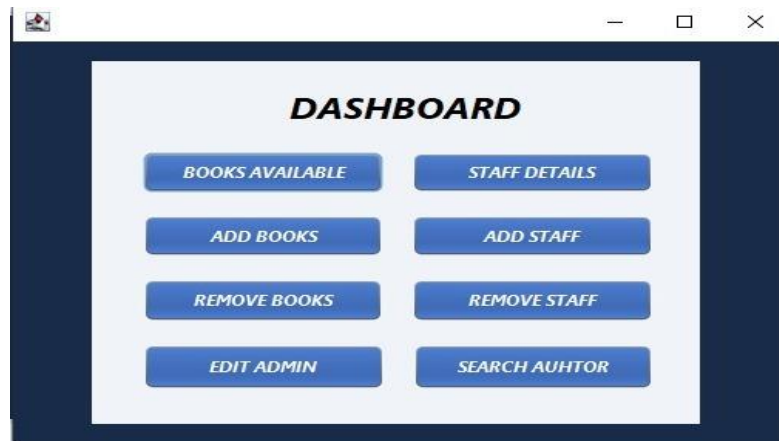 DASHBOARD
BOOKS AVAILABLE
STAFF DETAILS
ADD BOOKS
ADD STAFF
REMOVE BOOKS
REMOVE STAFF
EDIT ADMIN
SEARCH AUHTOR